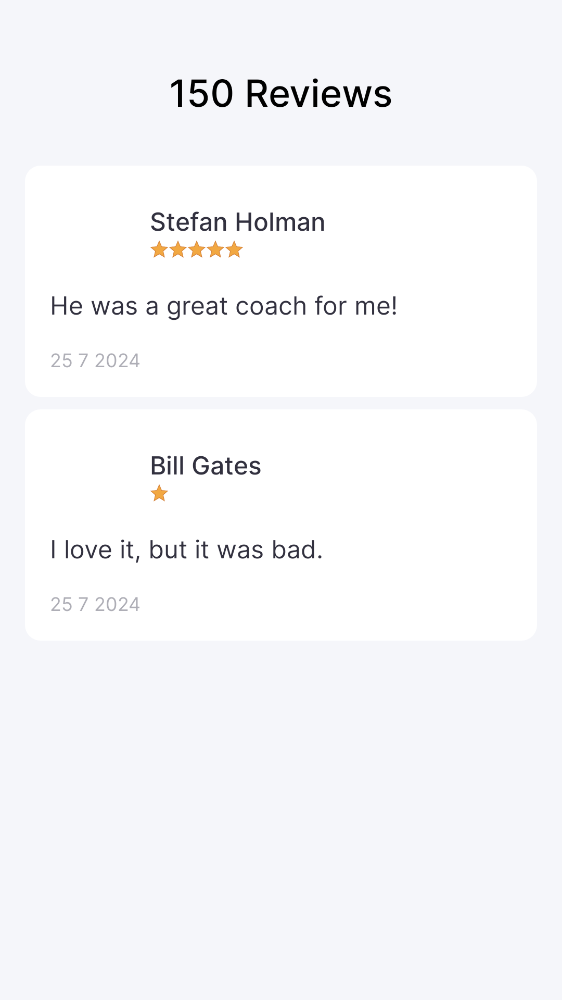 150 Reviews
Stefan Holman
He was a great coach for me!
25 7 2024
Bill Gates
I love it, but it was bad.
25 7 2024